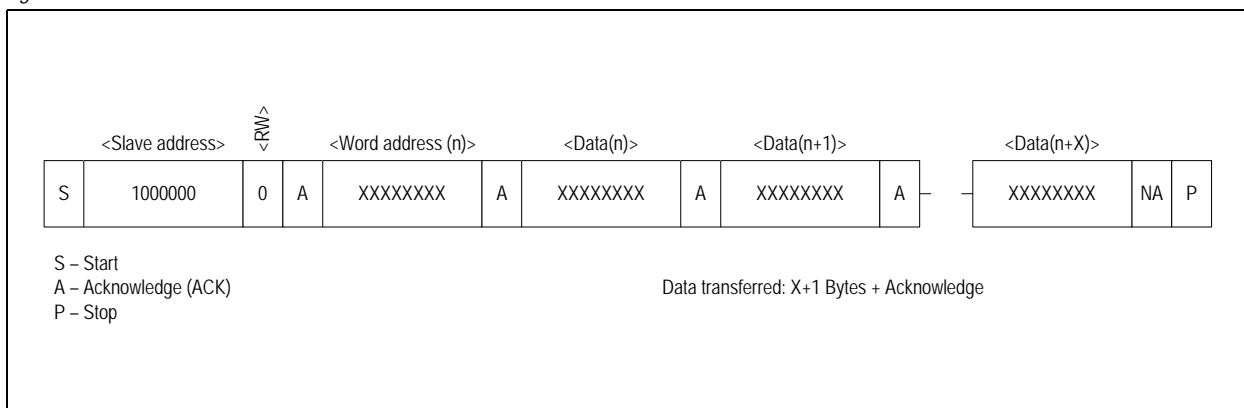 <Slave address> <RW> <Word address (n)> <Data(n)> <Data(n+1)> <Data(n+X)>
S 1000000 0 A XXXXXXXX A XXXXXXXX A XXXXXXXX A XXXXXXXX NA P
S – Start
A – Acknowledge (ACK)
P – Stop
Data transferred: X+1 Bytes + Acknowledge